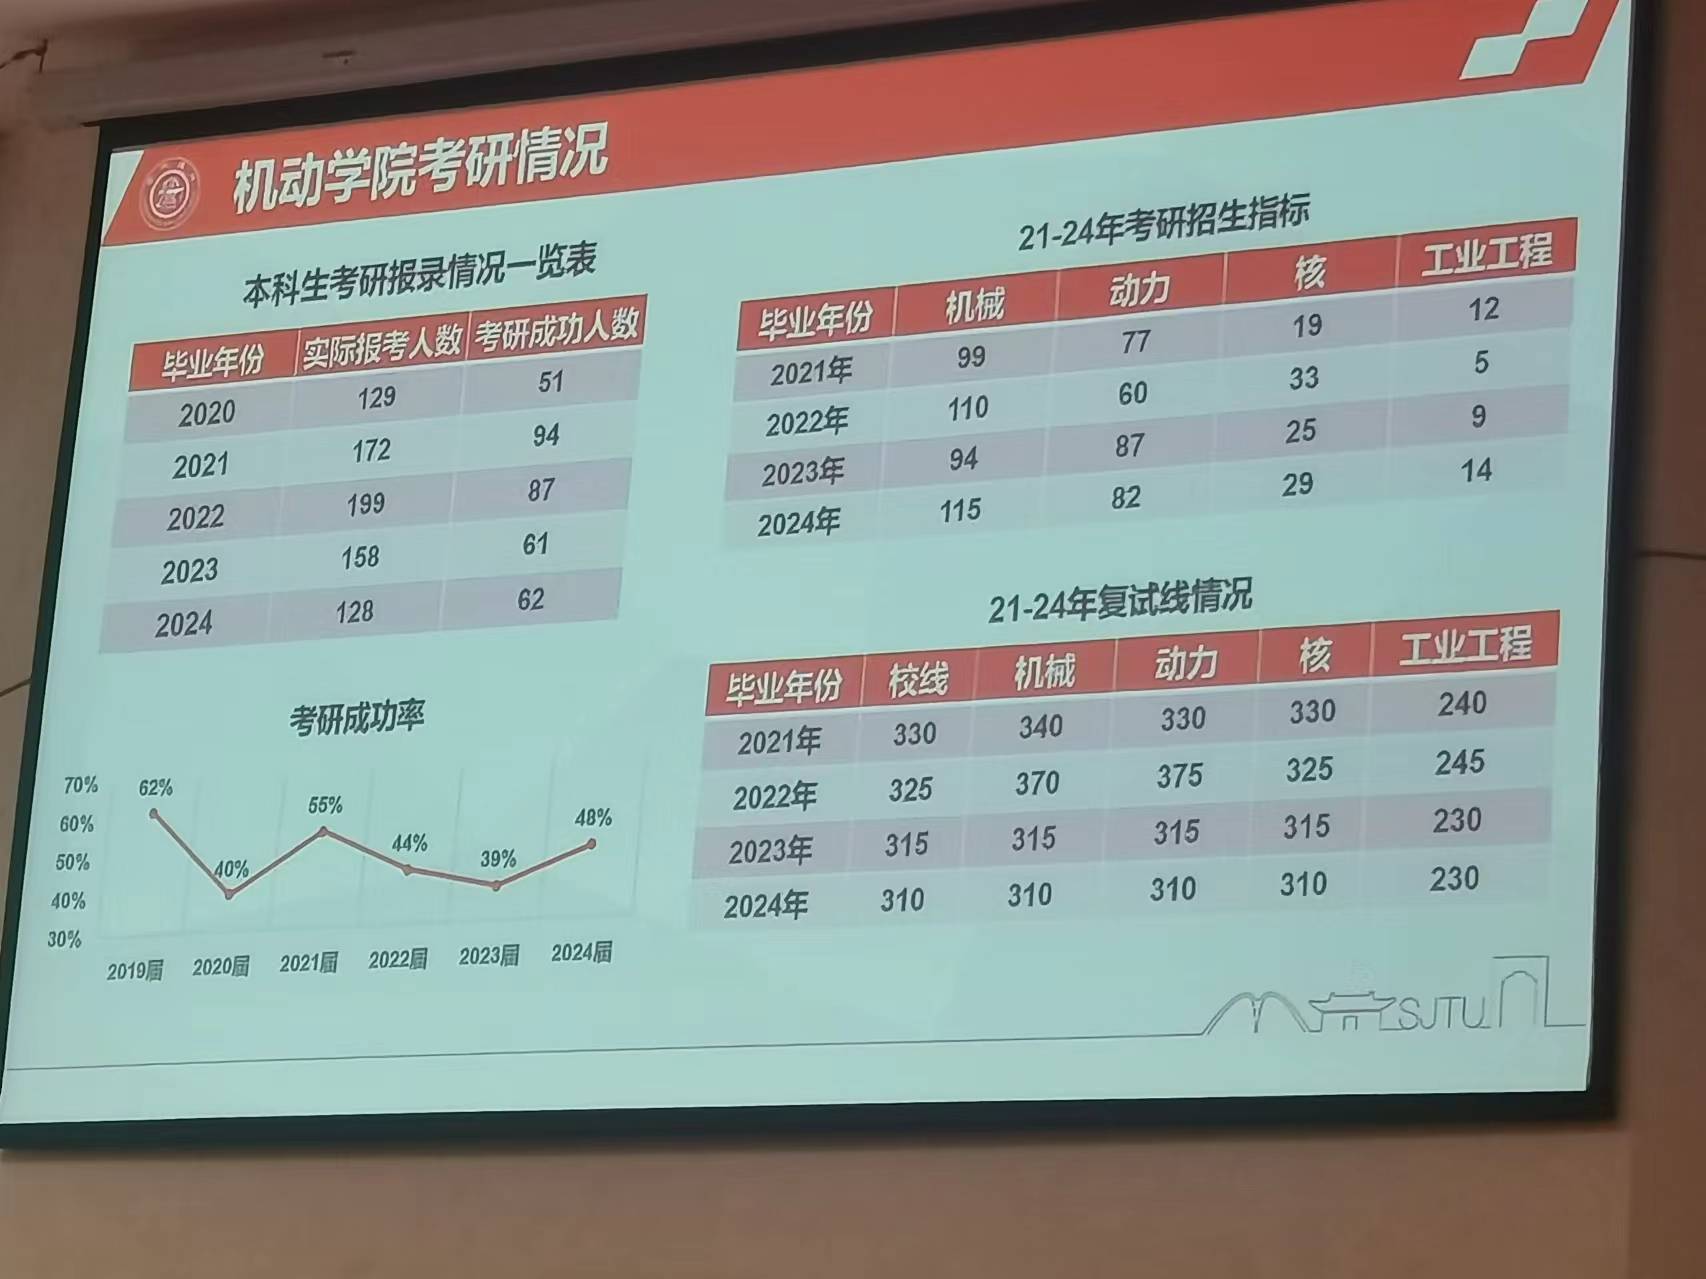 机动学院考研情况
本科生考研报录情况一览表
毕业年份 实际报考人数 考研成功人数
2020 129 51
2021 172 94
2022 199 87
2023 158 61
2024 128 62
考研成功率
70%
60%
50%
40%
30%
62% 40% 55% 44% 39% 48%
2019届 2020届 2021届 2022届 2023届 2024届
21-24年考研招生指标
毕业年份 机械 动力 核 工业工程
2021年 99 77 19 12
2022年 110 60 33 5
2023年 94 87 25 9
2024年 115 82 29 14
21-24年复试线情况
毕业年份 校线 机械 动力 核 工业工程
2021年 330 340 330 330 240
2022年 325 370 375 325 245
2023年 315 315 315 315 230
2024年 310 310 310 310 230
SJTU